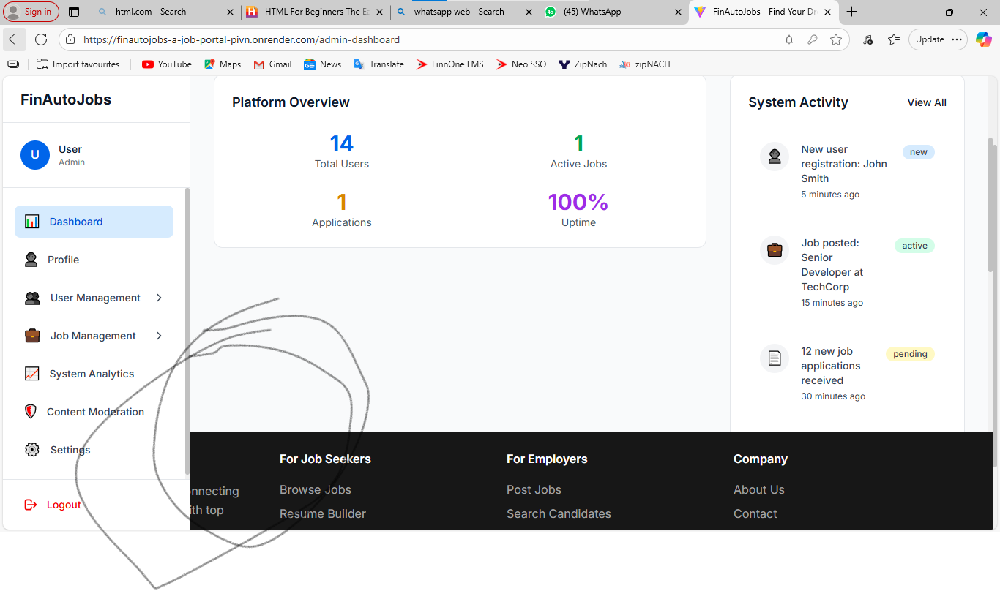 Sign in
html.com - Search
HTML For Beginners The Ea
whatsapp web - Search
45
(45) WhatsApp
FinAutoJobs - Find Your Dr
https://finautojobs-a-job-portal-pivn.onrender.com/admin-dashboard
Update
Import favourites
YouTube
Maps
Gmail
News
Translate
FinnOne LMS
Neo SSO
ZipNach
zipNACH
FinAutoJobs
U
User
Admin
Dashboard
Profile
User Management
Job Management
System Analytics
Content Moderation
Settings
Logout
Platform Overview
14
Total Users
1
Active Jobs
1
Applications
100%
Uptime
System Activity
View All
New user
registration: John
Smith
5 minutes ago
new
Job posted:
Senior
Developer at
TechCorp
15 minutes ago
active
12 new job
applications
received
30 minutes ago
pending
onnecting
ith top
For Job Seekers
Browse Jobs
Resume Builder
For Employers
Post Jobs
Search Candidates
Company
About Us
Contact